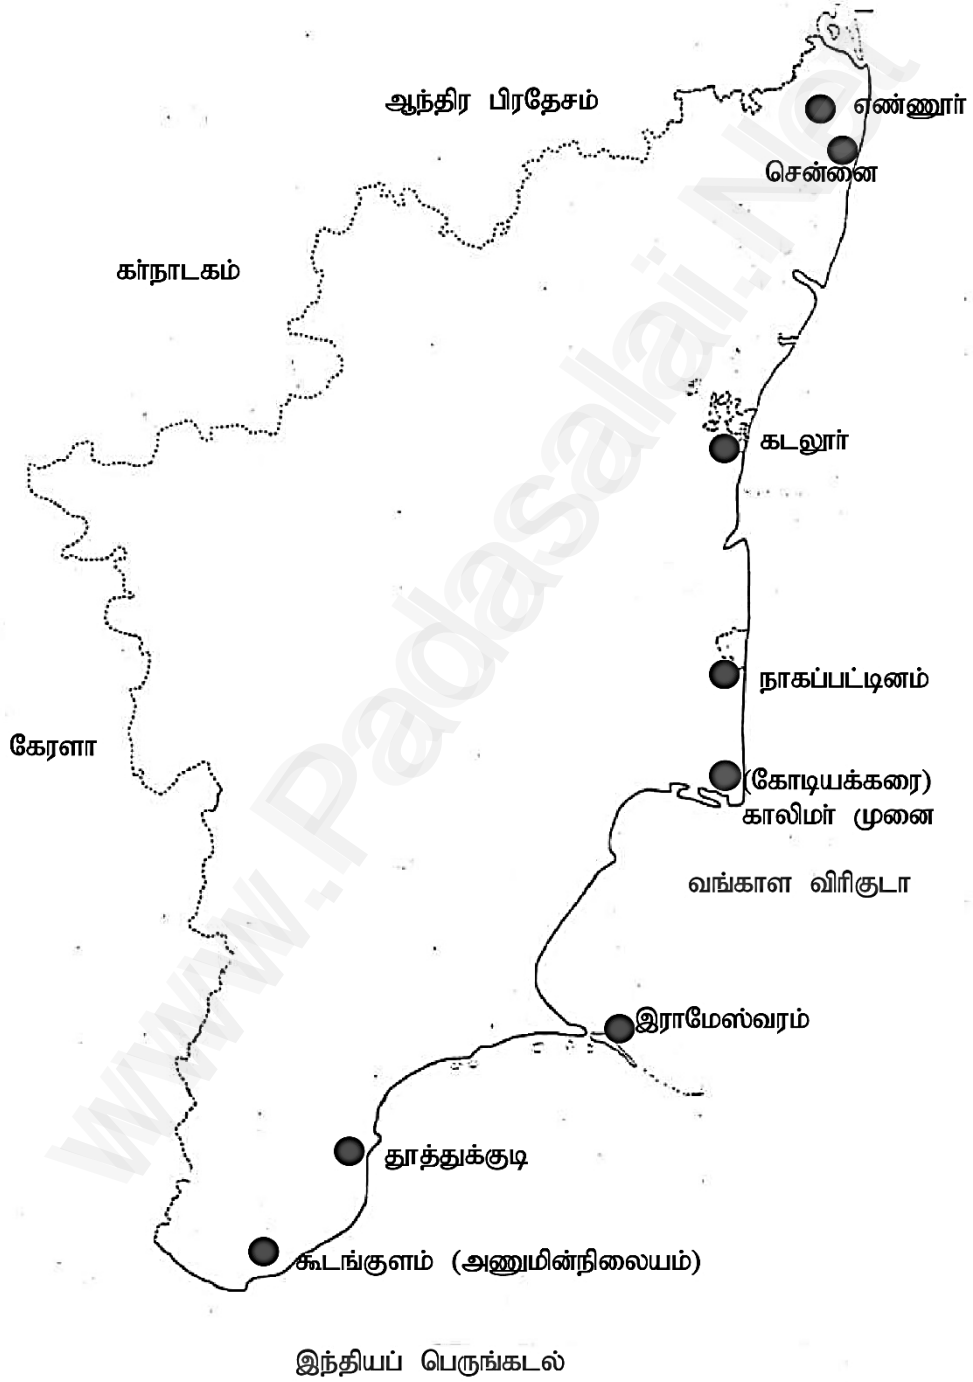 ஆந்திர பிரதேசம்
எண்ணூர்
சென்னை
கர்நாடகம்
கடலூர்
நாகப்பட்டினம்
கேரளா
(கோடியக்கரை)
காலிமர் முனை
வங்காள விரிகுடா
இராமேஸ்வரம்
தூத்துக்குடி
கூடங்குளம் (அணுமின்நிலையம்)
இந்தியப் பெருங்கடல்
www.Padasalai.Net